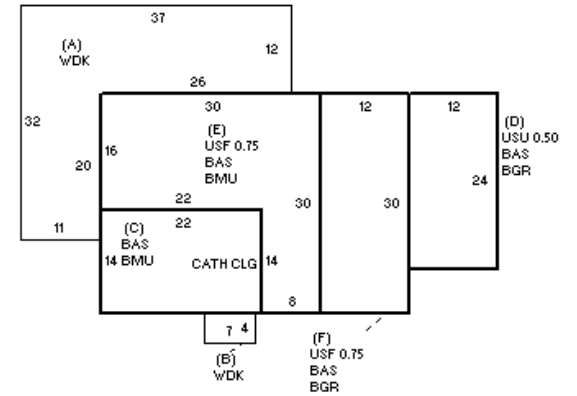 37
(A)
WDK
12
26
32
20
11
30
(E)
USF 0.75
BAS
BMU
16
22
30
12
30
12
(D)
USU 0.50
BAS
BGR
24
22
(C)
BAS
14 BMU
CATH CLG
14
8
7 4
(B)
WDK
(F)
USF 0.75
BAS
BGR